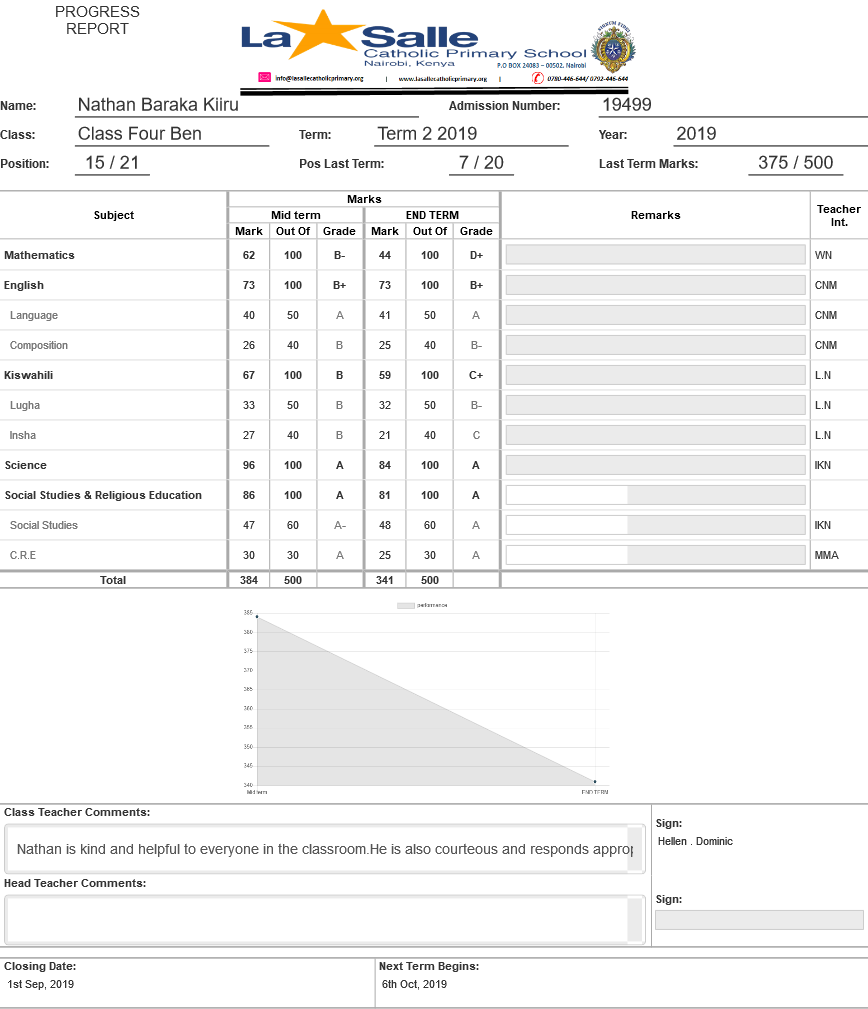 PROGRESS
REPORT
La Salle
Catholic Primary School
Nairobi, Kenya
P.O BOX 24083 – 00502, Nairobi
info@lasallecatholicprimary.org | www.lasallecatholicprimary.org | 0780-446-644/ 0792-446-644
Name: Nathan Baraka Kiiru Admission Number: 19499
Class: Class Four Ben Term: Term 2 2019 Year: 2019
Position: 15 / 21 Pos Last Term: 7 / 20 Last Term Marks: 375 / 500
Marks
Subject Mid term END TERM Remarks Teacher Int.
Mark Out Of Grade Mark Out Of Grade
Mathematics 62 100 B- 44 100 D+ WN
English 73 100 B+ 73 100 B+ CNM
Language 40 50 A 41 50 A CNM
Composition 26 40 B 25 40 B- CNM
Kiswahili 67 100 B 59 100 C+ L.N
Lugha 33 50 B 32 50 B- L.N
Insha 27 40 B 21 40 C L.N
Science 96 100 A 84 100 A IKN
Social Studies & Religious Education 86 100 A 81 100 A
Social Studies 47 60 A- 48 60 A IKN
C.R.E 30 30 A 25 30 A MMA
Total 384 500 341 500
performance
385
380
375
370
365
360
355
350
345
340
Mid term END TERM
Class Teacher Comments:
Nathan is kind and helpful to everyone in the classroom.He is also courteous and responds approp
Sign:
Hellen . Dominic
Head Teacher Comments:
Sign:
Closing Date: Next Term Begins:
1st Sep, 2019 6th Oct, 2019